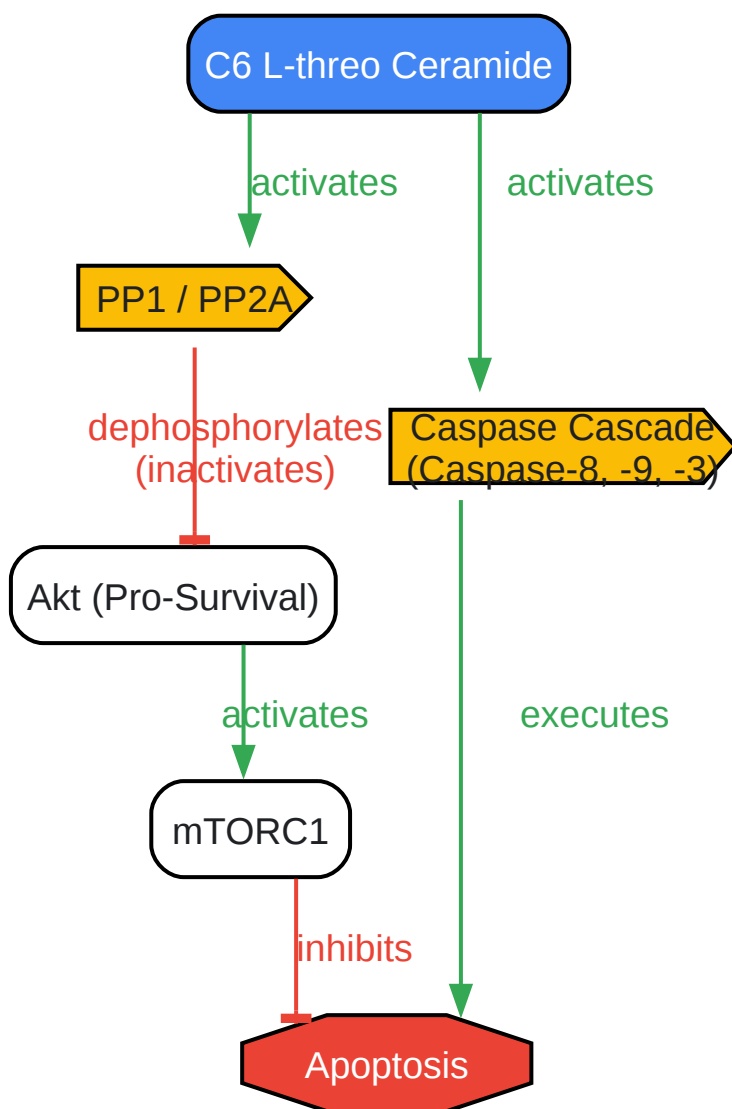 C6 L-threo Ceramide
activates
activates
PP1 / PP2A
dephosphorylates
(inactivates)
Caspase Cascade
(Caspase-8, -9, -3)
Akt (Pro-Survival)
activates
executes
mTORC1
inhibits
Apoptosis